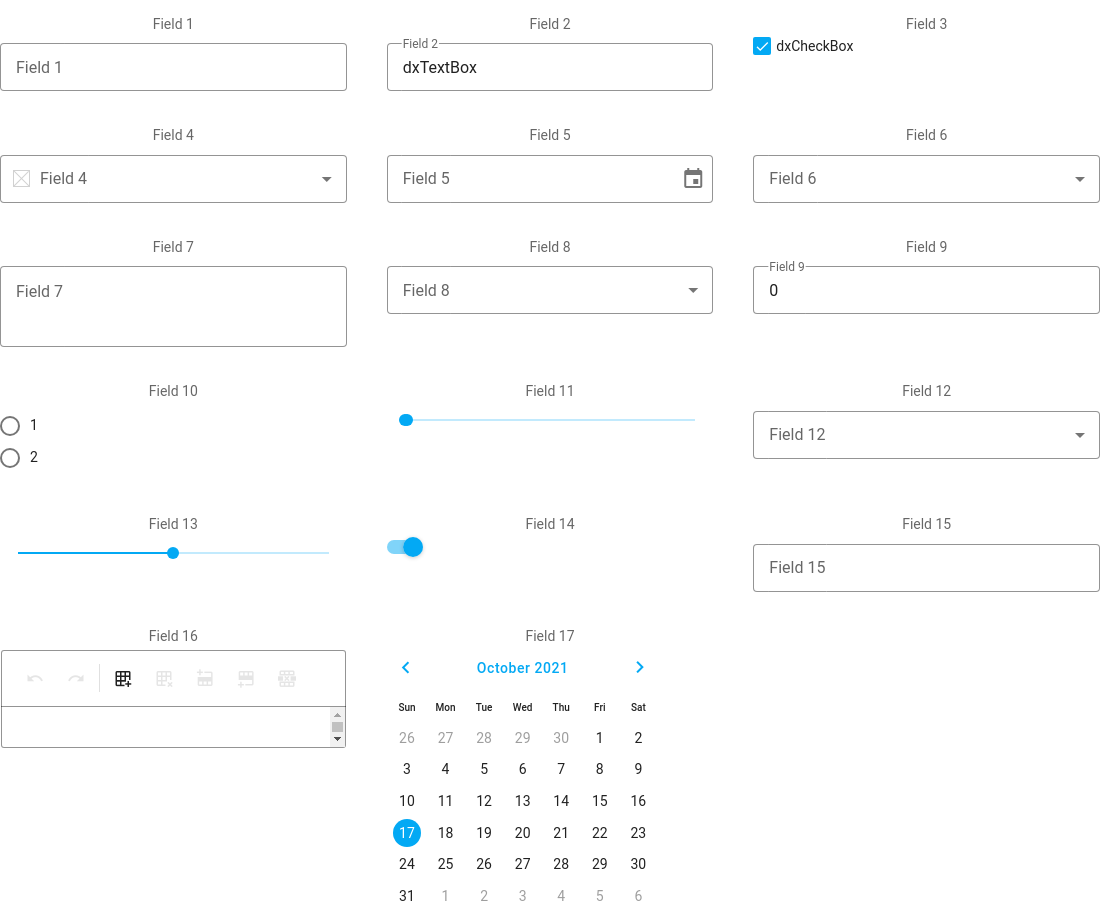 Field 1
Field 2
Field 3
Field 1
Field 2
dxTextBox
dxCheckBox
Field 4
Field 5
Field 6
Field 4
Field 5
Field 6
Field 7
Field 8
Field 9
Field 7
Field 8
Field 9
0
Field 10
Field 11
Field 12
1
2
Field 12
Field 13
Field 14
Field 15
Field 15
Field 16
Field 17
October 2021
Sun Mon Tue Wed Thu Fri Sat
26 27 28 29 30 1 2
3 4 5 6 7 8 9
10 11 12 13 14 15 16
17 18 19 20 21 22 23
24 25 26 27 28 29 30
31 1 2 3 4 5 6